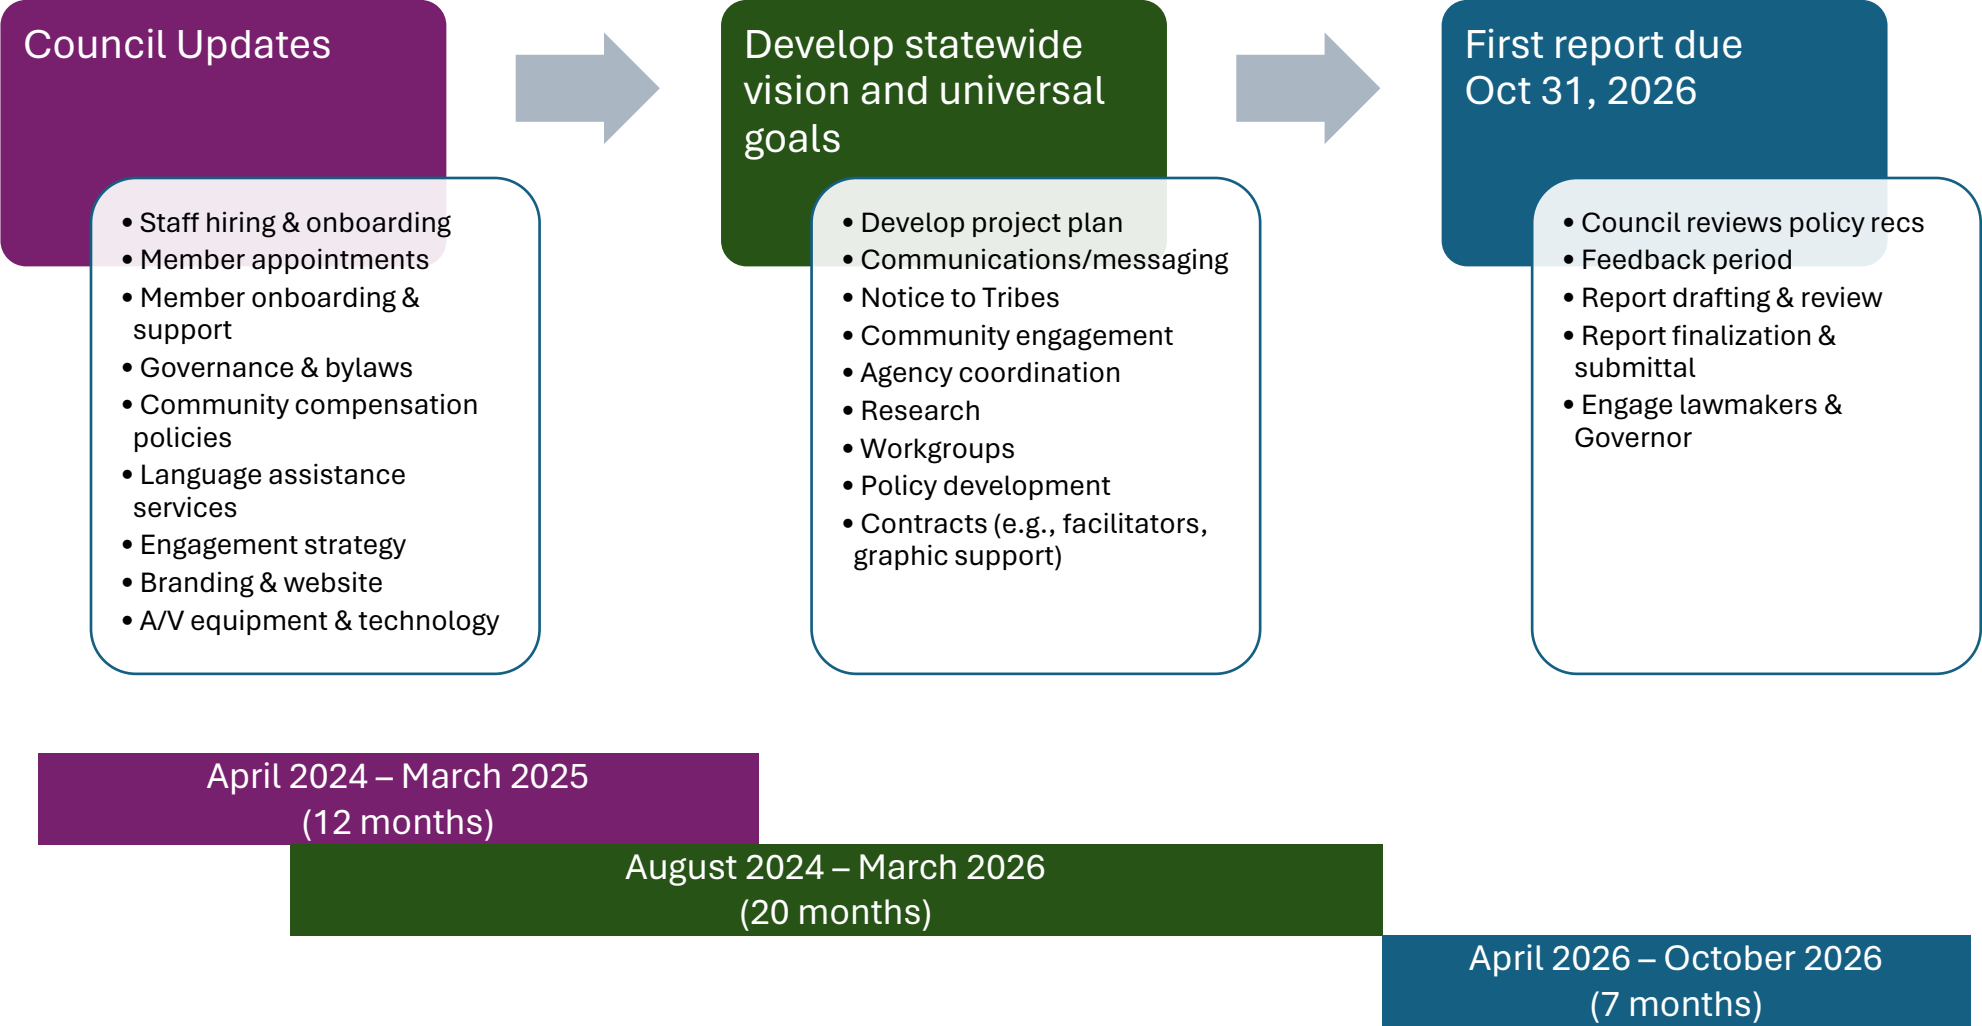 Council Updates
• Staff hiring & onboarding
• Member appointments
• Member onboarding &
support
• Governance & bylaws
• Community compensation
policies
• Language assistance
services
• Engagement strategy
• Branding & website
• A/V equipment & technology
Develop statewide
vision and universal
goals
• Develop project plan
• Communications/messaging
• Notice to Tribes
• Community engagement
• Agency coordination
• Research
• Workgroups
• Policy development
• Contracts (e.g., facilitators,
graphic support)
First report due
Oct 31, 2026
• Council reviews policy recs
• Feedback period
• Report drafting & review
• Report finalization &
submittal
• Engage lawmakers &
Governor
April 2024 – March 2025
(12 months)
August 2024 – March 2026
(20 months)
April 2026 – October 2026
(7 months)